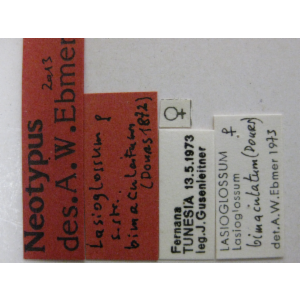 Neotypus
2013
des.A.W.Ebmer
Lasioglossum ♀
s.str.
bimaculatum
(Dours 1872)
♀
Fernana
TUNESIA 13.5.1973
leg.J.Gusenleitner
LASIOGLOSSUM ♀
Lasioglossum
bimaculatum (Dours)
det.A.W.Ebmer 1973